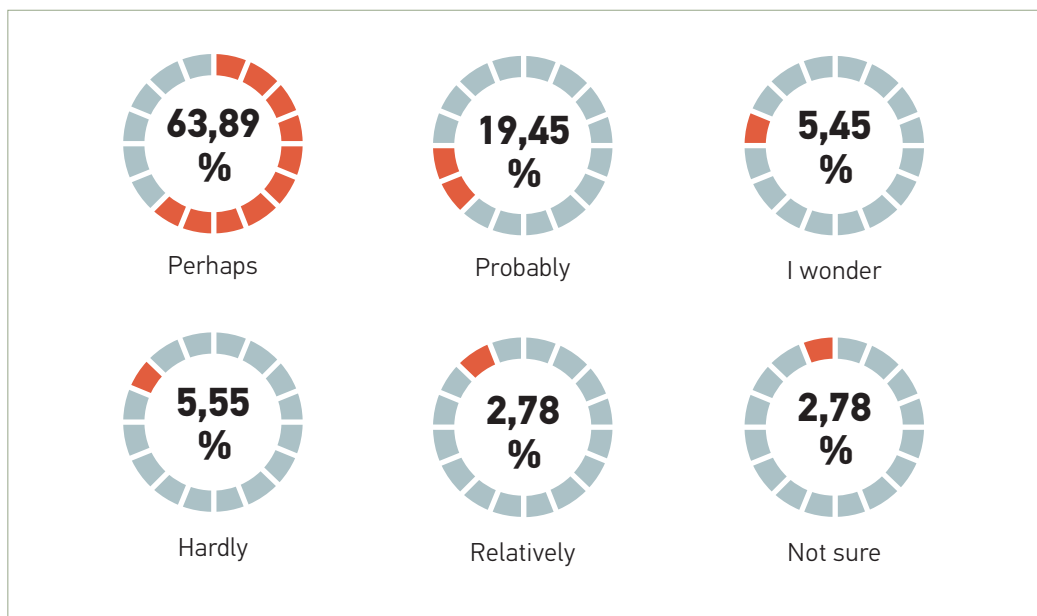 63,89
%
Perhaps
19,45
%
Probably
5,45
%
I wonder
5,55
%
Hardly
2,78
%
Relatively
2,78
%
Not sure